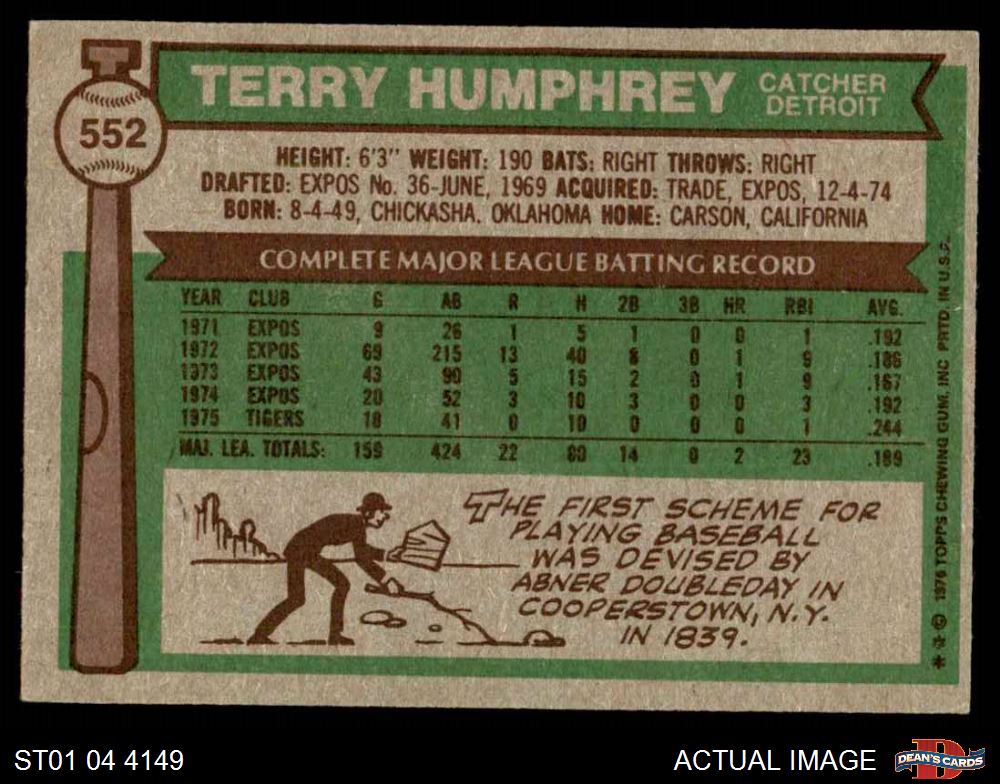 552
TERRY HUMPHREY
CATCHER
DETROIT
HEIGHT: 6'3" WEIGHT: 190 BATS: RIGHT THROWS: RIGHT
DRAFTED: EXPOS No. 36-JUNE, 1969 ACQUIRED: TRADE, EXPOS, 12-4-74
BORN: 8-4-49, CHICKASHA, OKLAHOMA HOME: CARSON, CALIFORNIA
COMPLETE MAJOR LEAGUE BATTING RECORD
YEAR CLUB G AB R H 2B 3B HR RBI AVG.
1971 EXPOS 9 26 1 5 1 0 0 1 .192
1972 EXPOS 69 215 13 40 8 0 1 9 .186
1973 EXPOS 43 90 5 15 2 0 1 9 .167
1974 EXPOS 20 52 3 10 3 0 0 3 .192
1975 TIGERS 18 41 0 10 0 0 0 1 .244
MAJ. LEA. TOTALS: 159 424 22 80 14 0 2 23 .189
THE FIRST SCHEME FOR
PLAYING BASEBALL
WAS DEVISED BY
ABNER DOUBLEDAY IN
COOPERSTOWN, N.Y.
IN 1839.
* * © 1976 TOPPS CHEWING GUM, INC PRTD. IN U.S.A.
ST01 04 4149
ACTUAL IMAGE
DEAN'S CARDS